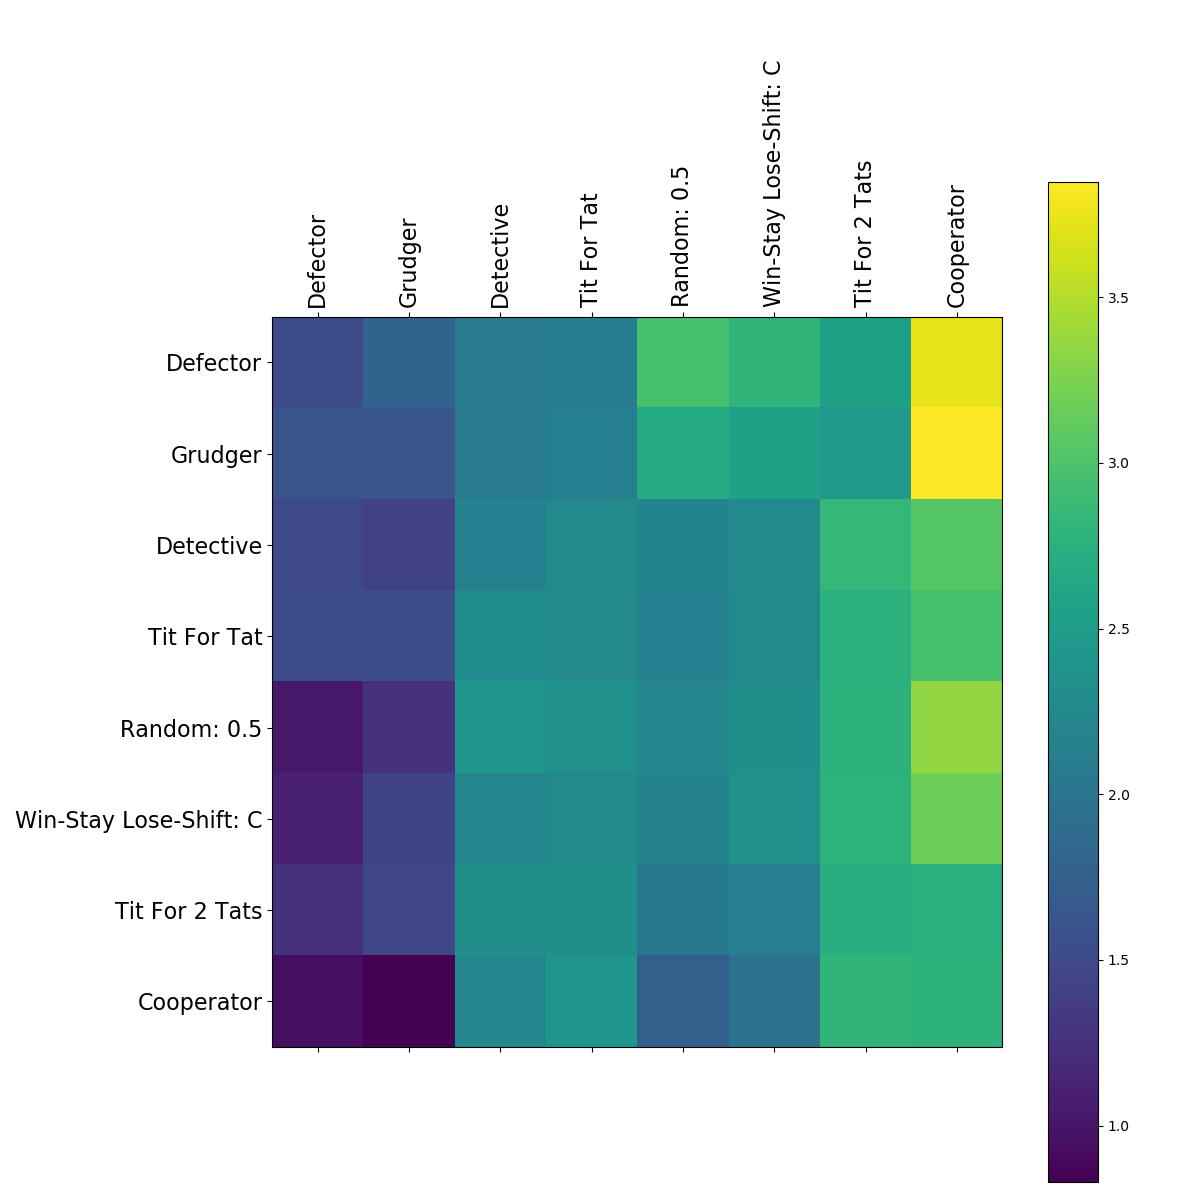 Defector
Grudger
Detective
Tit For Tat
Random: 0.5
Win-Stay Lose-Shift: C
Tit For 2 Tats
Cooperator
Defector
Grudger
Detective
Tit For Tat
Random: 0.5
Win-Stay Lose-Shift: C
Tit For 2 Tats
Cooperator
3.5
3.0
2.5
2.0
1.5
1.0